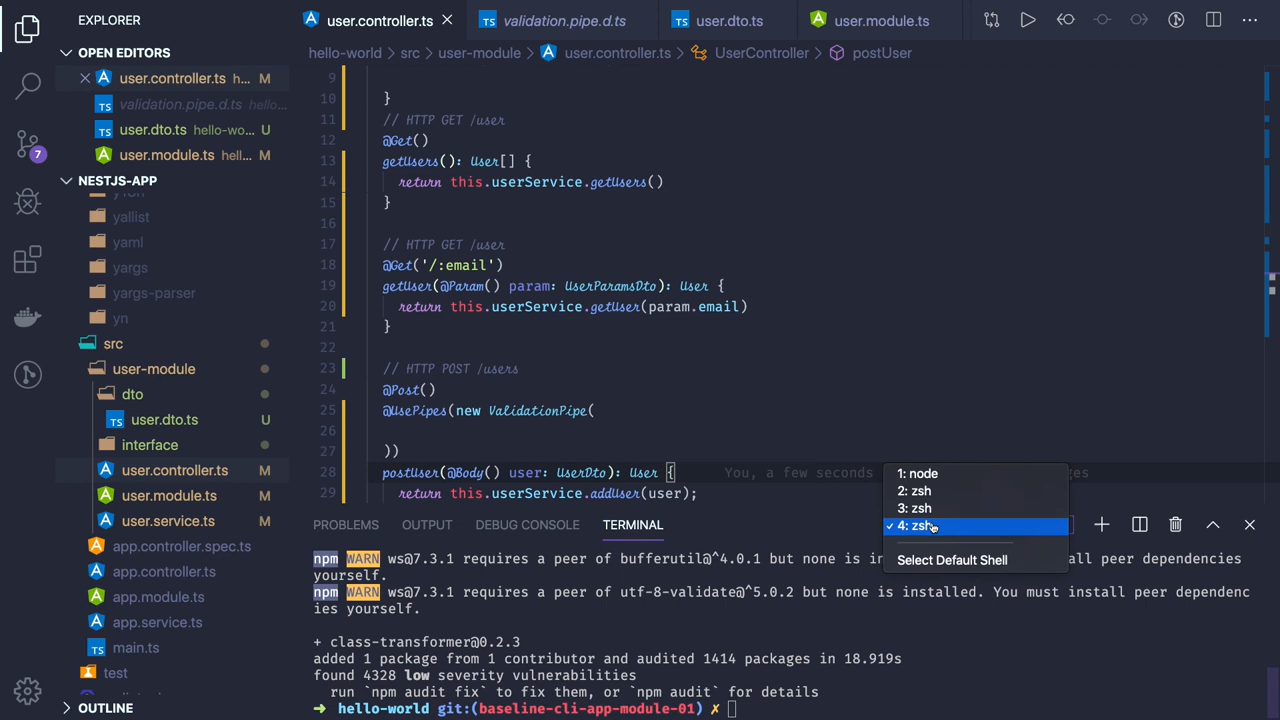 EXPLORER
OPEN EDITORS
user.controller.ts h... M
TS validation.pipe.d.ts hello...
TS user.dto.ts hello-wo... U
user.module.ts hell... M
NESTJS-APP
yallist
yaml
yargs
yargs-parser
yn
src
user-module
dto
TS user.dto.ts U
interface
user.controller.ts M
user.module.ts M
user.service.ts M
app.controller.spec.ts
app.controller.ts
app.module.ts
app.service.ts
TS main.ts
test
OUTLINE
7
user.controller.ts
TS validation.pipe.d.ts
TS user.dto.ts
user.module.ts
hello-world > src > user-module > user.controller.ts > UserController > postUser
9
10 }
11 // HTTP GET /user
12 @Get()
13 getUsers(): User[] {
14 return this.userService.getUsers()
15 }
16
17 // HTTP GET /user
18 @Get('/:email')
19 getUser(@Param() param: UserParamsDto): User {
20 return this.userService.getUser(param.email)
21 }
22
23 // HTTP POST /users
24 @Post()
25 @UsePipes(new ValidationPipe(
26
27 ))
28 postUser(@Body() user: UserDto): User { You, a few seconds
29 return this.userService.addUser(user);
1: node
2: zsh
3: zsh
✓ 4: zsh
Select Default Shell
PROBLEMS OUTPUT DEBUG CONSOLE TERMINAL
npm WARN ws@7.3.1 requires a peer of bufferutil@^4.0.1 but none is in all peer dependencies
yourself.
npm WARN ws@7.3.1 requires a peer of utf-8-validate@^5.0.2 but none is installed. You must install peer dependenc
ies yourself.
+ class-transformer@0.2.3
added 1 package from 1 contributor and audited 1414 packages in 18.919s
found 4328 low severity vulnerabilities
run `npm audit fix` to fix them, or `npm audit` for details
→ hello-world git:(baseline-cli-app-module-01) ✗